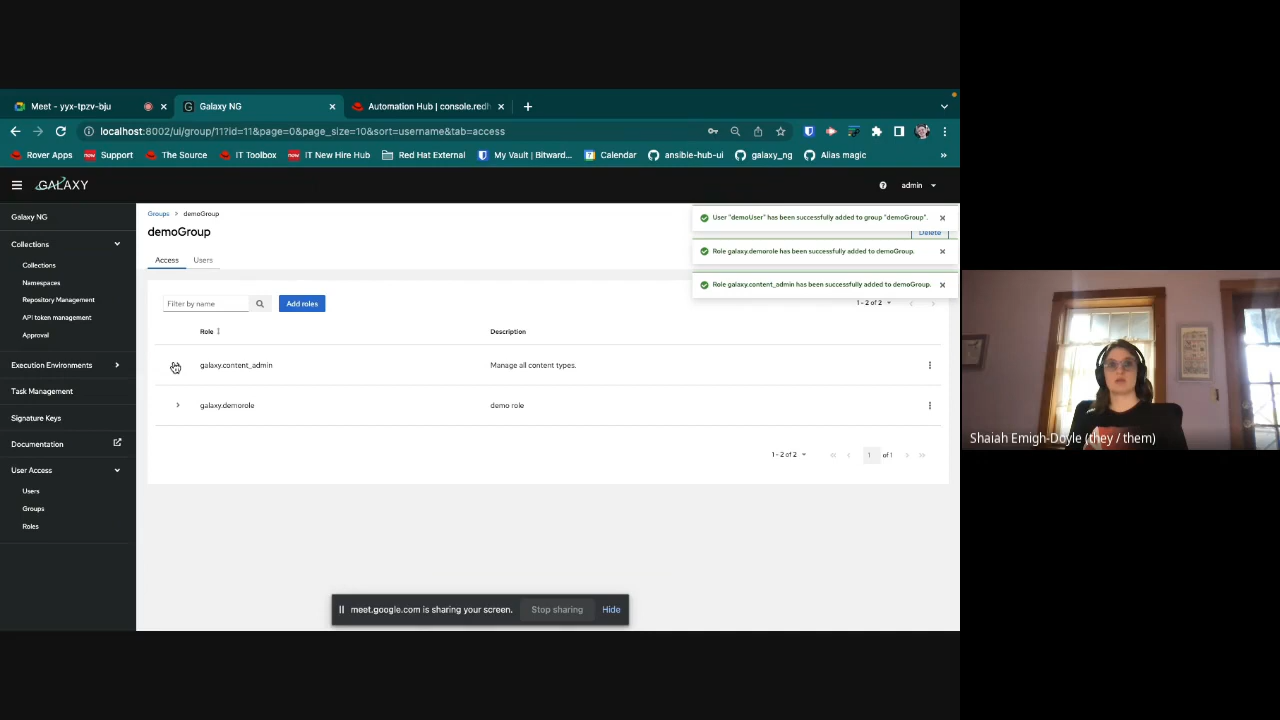 Meet - yyx-tpzv-bju
Galaxy NG
Automation Hub | console.redh
localhost:8002/ui/group/11?id=11&page=0&page_size=10&sort=username&tab=access
Rover Apps
Support
The Source
IT Toolbox
IT New Hire Hub
Red Hat External
My Vault | Bitward...
Calendar
ansible-hub-ui
galaxy_ng
Alias magic
GALAXY
admin
Galaxy NG
Collections
Collections
Namespaces
Repository Management
API token management
Approval
Execution Environments
Task Management
Signature Keys
Documentation
User Access
Users
Groups
Roles
Groups > demoGroup
demoGroup
Delete
User "demoUser" has been successfully added to group "demoGroup".
Role galaxy.demorole has been successfully added to demoGroup.
Role galaxy.content_admin has been successfully added to demoGroup.
Access Users
Filter by name
Add roles
1 - 2 of 2
Role Description
galaxy.content_admin Manage all content types.
galaxy.demorole demo role
1 - 2 of 2 1 of 1
meet.google.com is sharing your screen. Stop sharing Hide
Shaiah Emigh-Doyle (they / them)